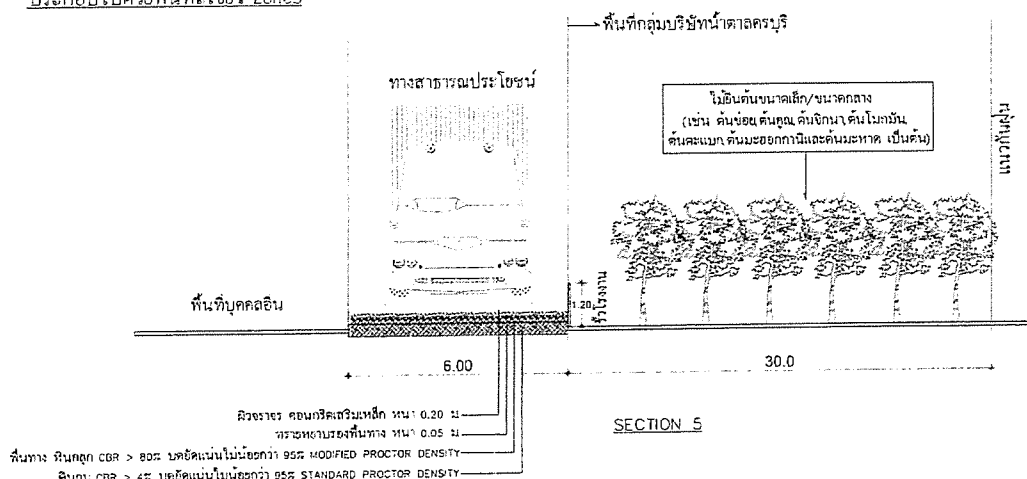 พื้นที่กลุ่มบริษัทน้ำตาลครบุรี
ทางสาธารณประโยชน์
ไม้ยืนต้นขนาดเล็ก/ขนาดกลาง
(เช่น ต้นข่อย ต้นคูณ ต้นจิกนา ต้นโมกมัน
ต้นตะแบก ต้นมะฮอกกานีและต้นมะหาด เป็นต้น)
แนวกันชน
พื้นที่บุคคลอื่น
1.20
รั้วโรงงาน
6.00
30.0
ผิวจราจร คอนกรีตเสริมเหล็ก หนา 0.20 ม
ทรายหยาบรองพื้นทาง หนา 0.05 ม
พื้นทาง หินคลุก CBR > 80% บดอัดแน่นไม่น้อยกว่า 95% MODIFIED PROCTOR DENSITY
CBR > 4% บดอัดแน่นไม่น้อยกว่า 95% STANDARD PROCTOR DENSITY
SECTION 5